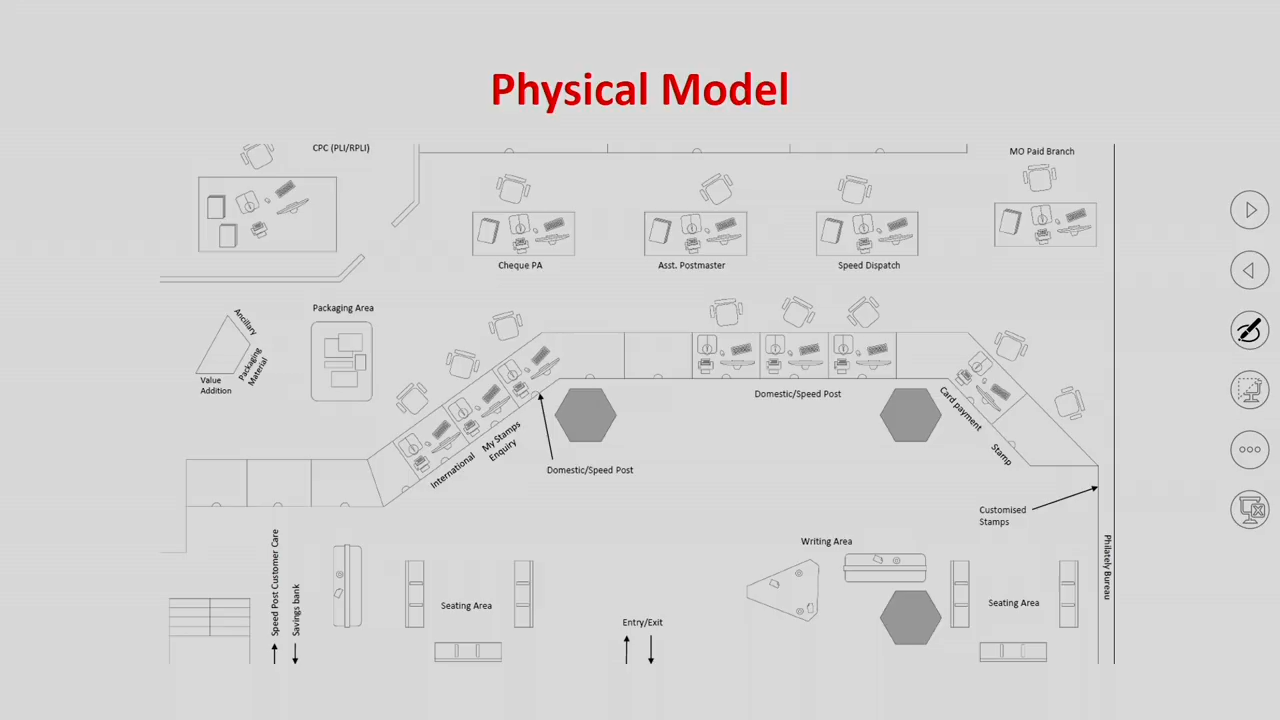 Physical Model
CPC (PLI/RPLI)
MO Paid Branch
Cheque PA
Asst. Postmaster
Speed Dispatch
Packaging Area
Ancillary
Packaging
Material
Value
Addition
Domestic/Speed Post
Card payment
Stamp
My Stamps
Enquiry
International
Domestic/Speed Post
Customised
Stamps
Writing Area
Philately Bureau
Speed Post Customer Care
Savings bank
Seating Area
Seating Area
Entry/Exit